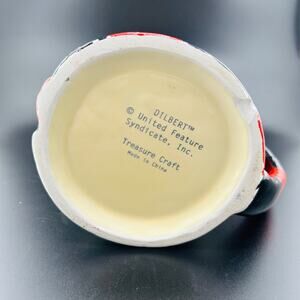 DILBERT™
© United Feature
Syndicate, Inc.
Treasure Craft
Made in China